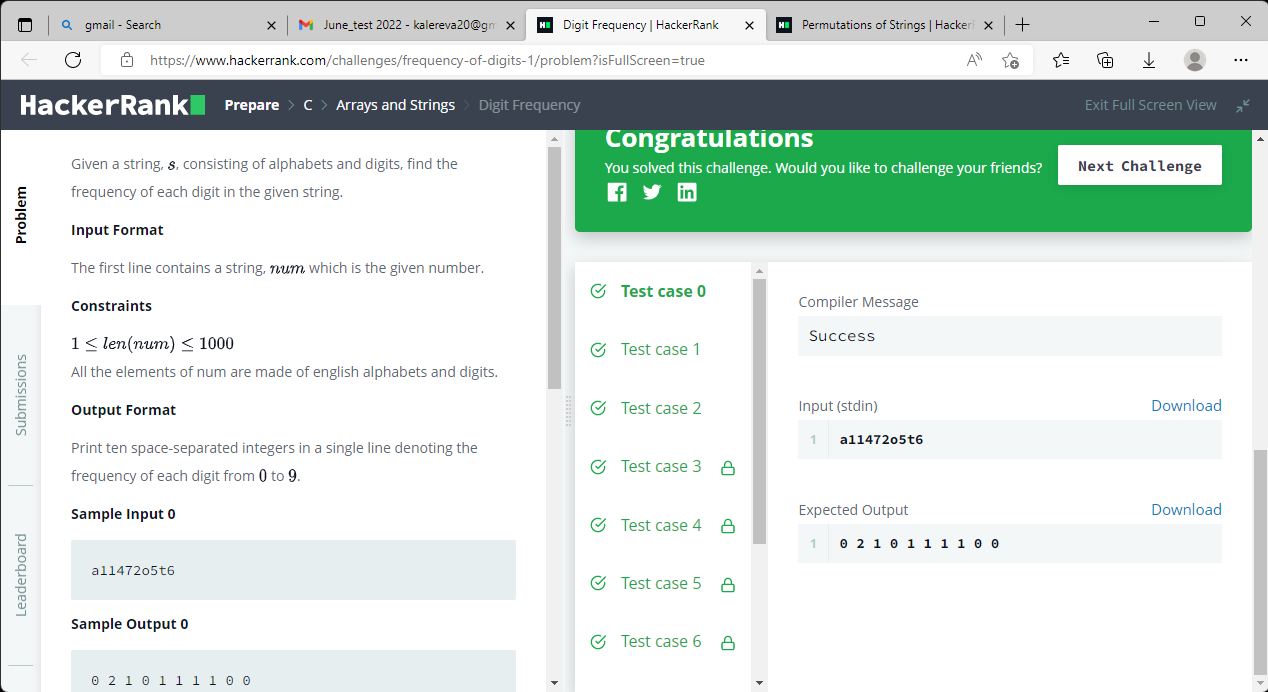 gmail - Search
June_test 2022 - kalereva20@gm
Digit Frequency | HackerRank
Permutations of Strings | Hacker
https://www.hackerrank.com/challenges/frequency-of-digits-1/problem?isFullScreen=true
HackerRank
Prepare > C > Arrays and Strings > Digit Frequency
Exit Full Screen View
Problem
Submissions
Leaderboard
Given a string, s, consisting of alphabets and digits, find the
frequency of each digit in the given string.
Input Format
The first line contains a string, num which is the given number.
Constraints
1 ≤ len(num) ≤ 1000
All the elements of num are made of english alphabets and digits.
Output Format
Print ten space-separated integers in a single line denoting the
frequency of each digit from 0 to 9.
Sample Input 0
a11472o5t6
Sample Output 0
0 2 1 0 1 1 1 1 0 0
Congratulations
You solved this challenge. Would you like to challenge your friends?
Next Challenge
Test case 0
Test case 1
Test case 2
Test case 3
Test case 4
Test case 5
Test case 6
Compiler Message
Success
Input (stdin)
Download
1 a11472o5t6
Expected Output
Download
1 0 2 1 0 1 1 1 1 0 0